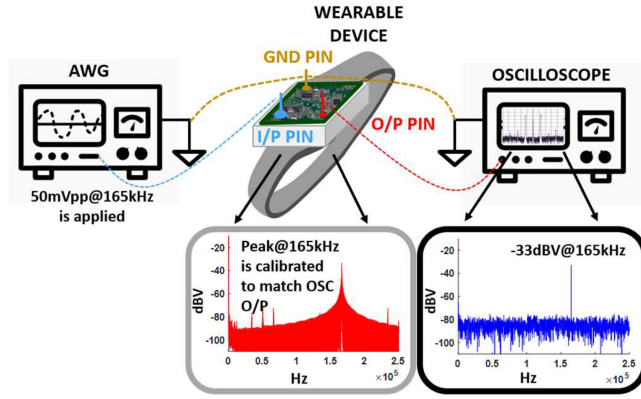 WEARABLE
DEVICE
GND PIN
AWG
OSCILLOSCOPE
I/P PIN
O/P PIN
50mVpp@165kHz
is applied
Peak@165kHz
is calibrated
to match OSC
O/P
-20
-40
-60
-80
-100
dBV
0
0.5
1
1.5
2
2.5
Hz
×10⁵
-33dBV@165kHz
-20
-40
-60
-80
-100
dBV
0
0.5
1
1.5
2
2.5
Hz
×10⁵